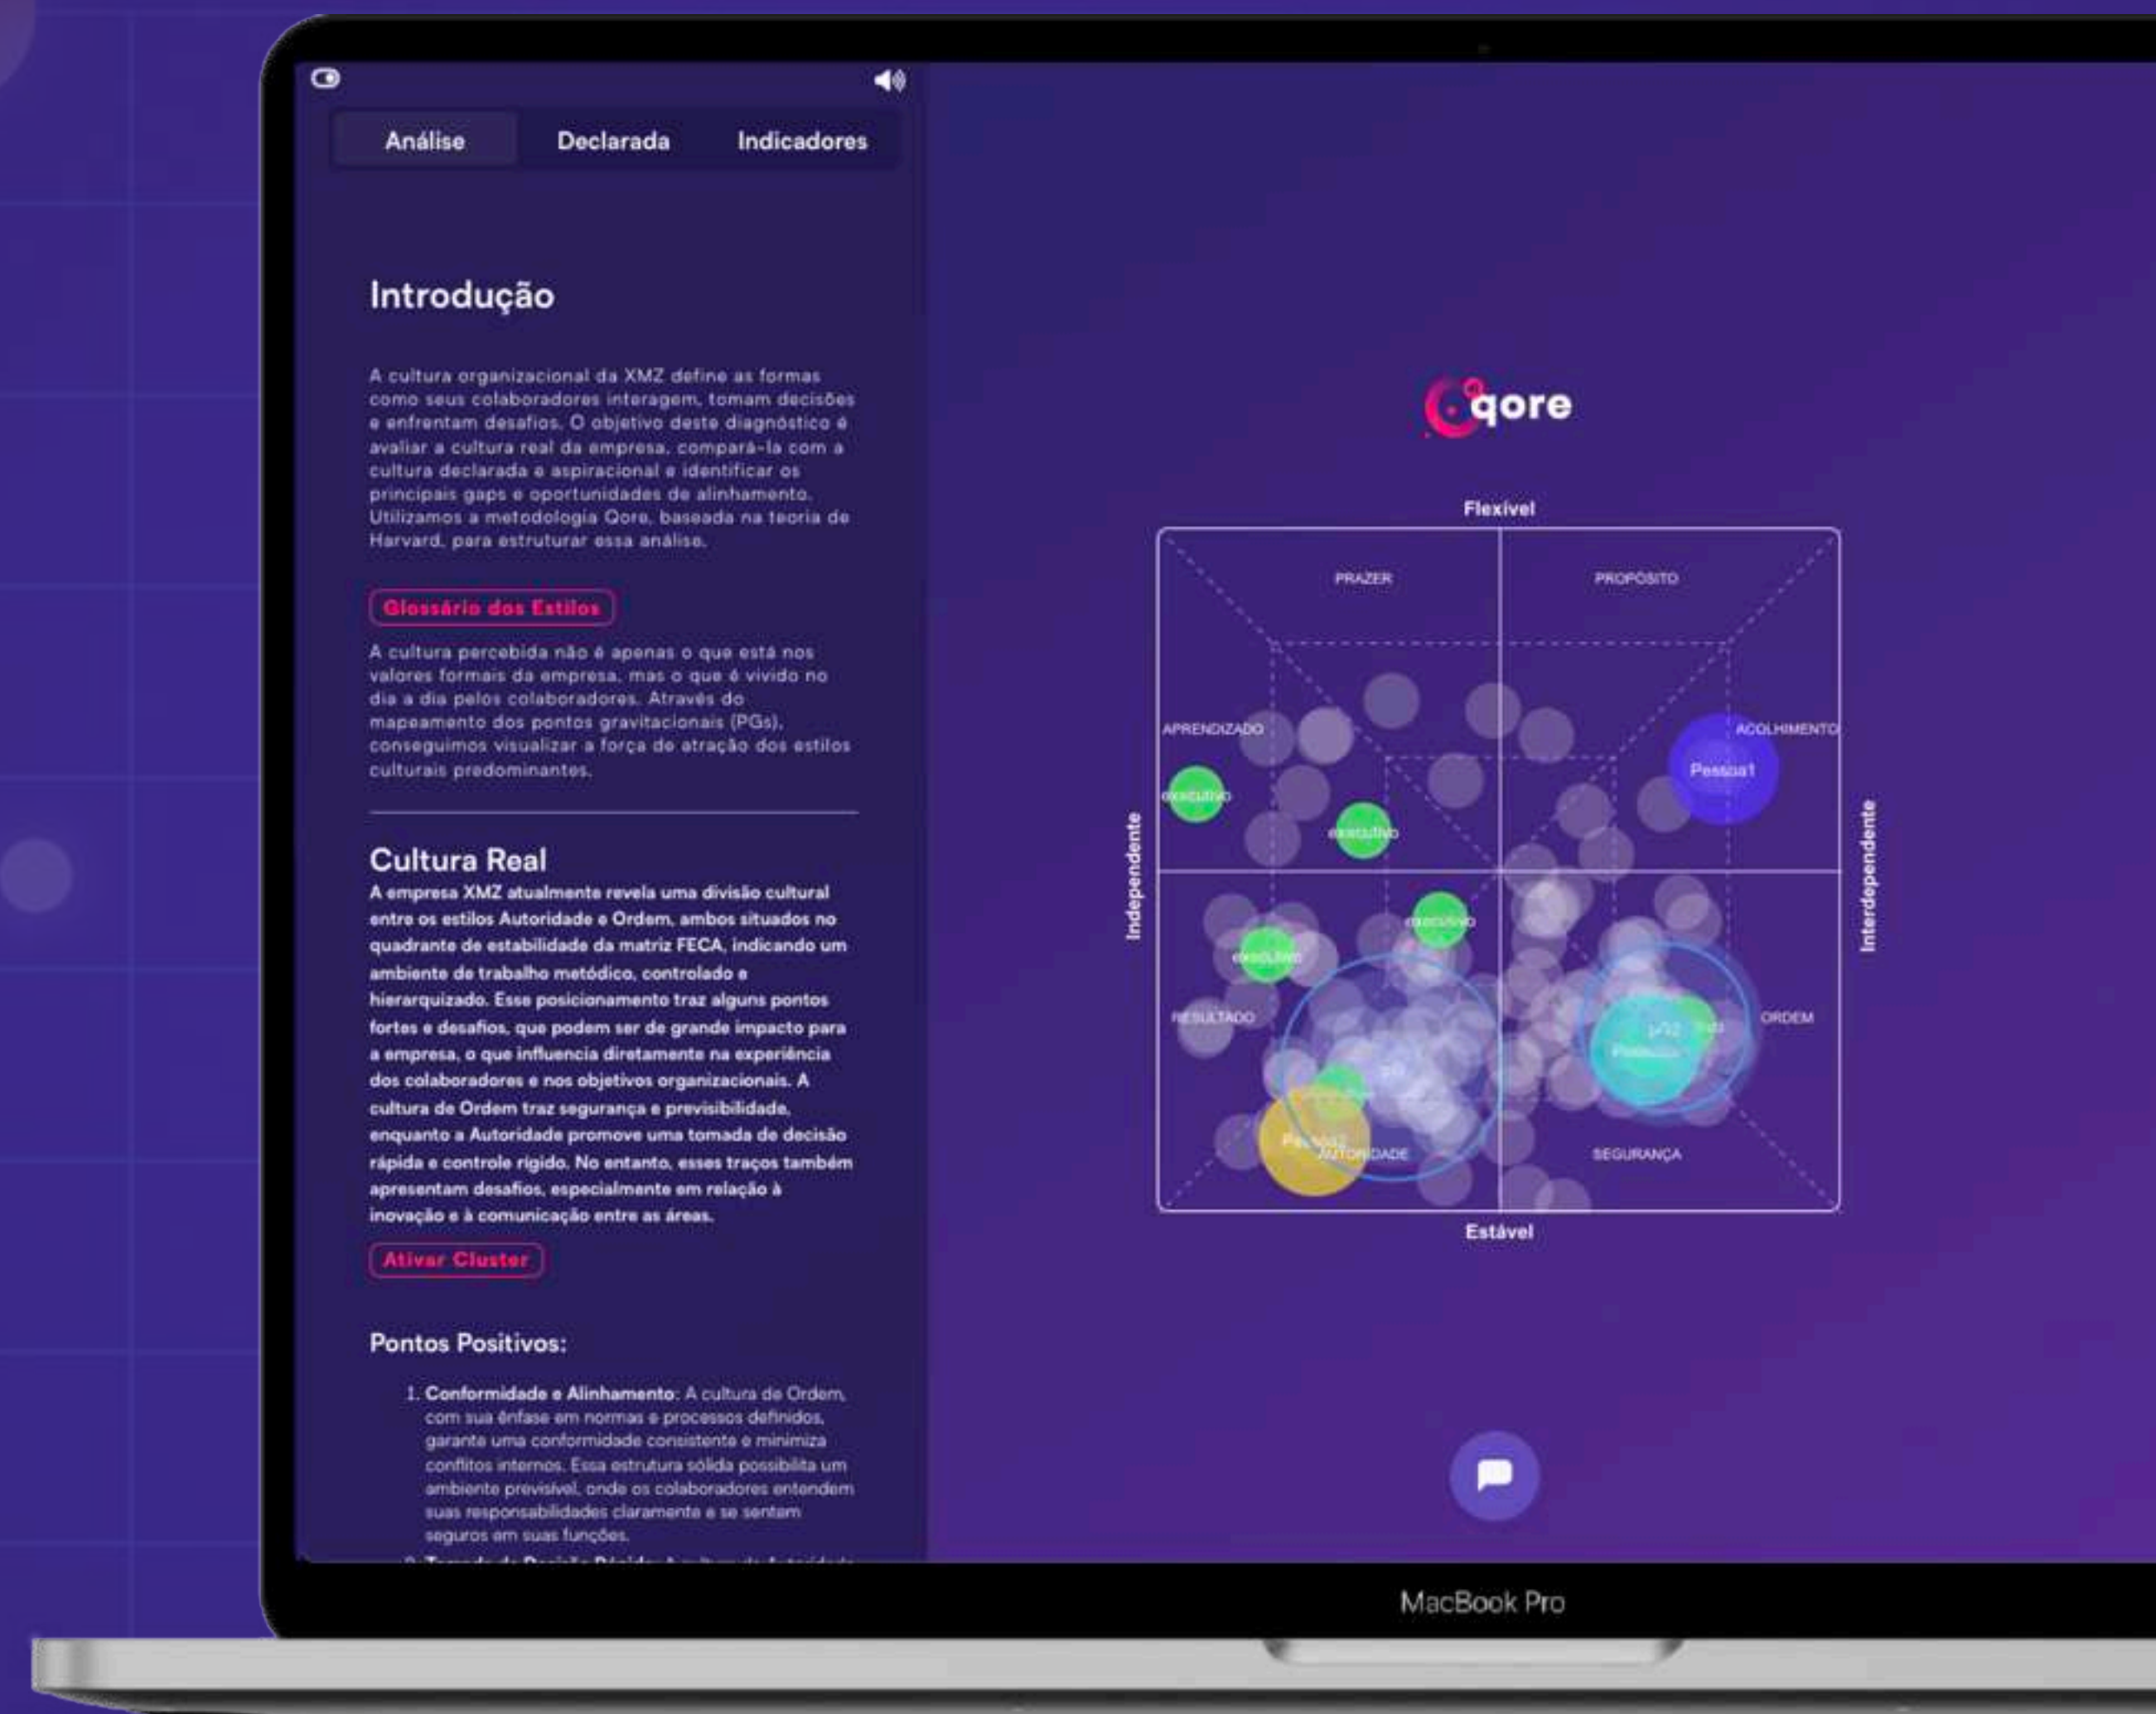 Análise
Declarada
Indicadores
Introdução
A cultura organizacional da XMZ define as formas
como seus colaboradores interagem, tomam decisões
e enfrentam desafios. O objetivo deste diagnóstico é
avaliar a cultura real da empresa, compará-la com a
cultura declarada e aspiracional e identificar os
principais gaps e oportunidades de alinhamento.
Utilizamos a metodologia Qore, baseada na teoria de
Harvard, para estruturar essa análise.
Glossário dos Estilos
A cultura percebida não é apenas o que está nos
valores formais da empresa, mas o que é vivido no
dia a dia pelos colaboradores. Através do
mapeamento dos pontos gravitacionais (PGs),
conseguimos visualizar a força de atração dos estilos
culturais predominantes.
Cultura Real
A empresa XMZ atualmente revela uma divisão cultural
entre os estilos Autoridade e Ordem, ambos situados no
quadrante de estabilidade da matriz FECA, indicando um
ambiente de trabalho metódico, controlado e
hierarquizado. Esse posicionamento traz alguns pontos
fortes e desafios, que podem ser de grande impacto para
a empresa, o que influencia diretamente na experiência
dos colaboradores e nos objetivos organizacionais. A
cultura de Ordem traz segurança e previsibilidade,
enquanto a Autoridade promove uma tomada de decisão
rápida e controle rígido. No entanto, esses traços também
apresentam desafios, especialmente em relação à
inovação e à comunicação entre as áreas.
Ativar Cluster
Pontos Positivos:
1. Conformidade e Alinhamento: A cultura de Ordem,
com sua ênfase em normas e processos definidos,
garante uma conformidade consistente e minimiza
conflitos internos. Essa estrutura sólida possibilita um
ambiente previsível, onde os colaboradores entendem
suas responsabilidades claramente e se sentem
seguros em suas funções.
qore
Flexível
PRAZER
PROPÓSITO
APRENDIZADO
ACOLHIMENTO
Pessoa1
executivo
executivo
Independente
Interdependente
executivo
executivo
RESULTADO
ORDEM
AUTORIDADE
SEGURANÇA
Estável
MacBook Pro